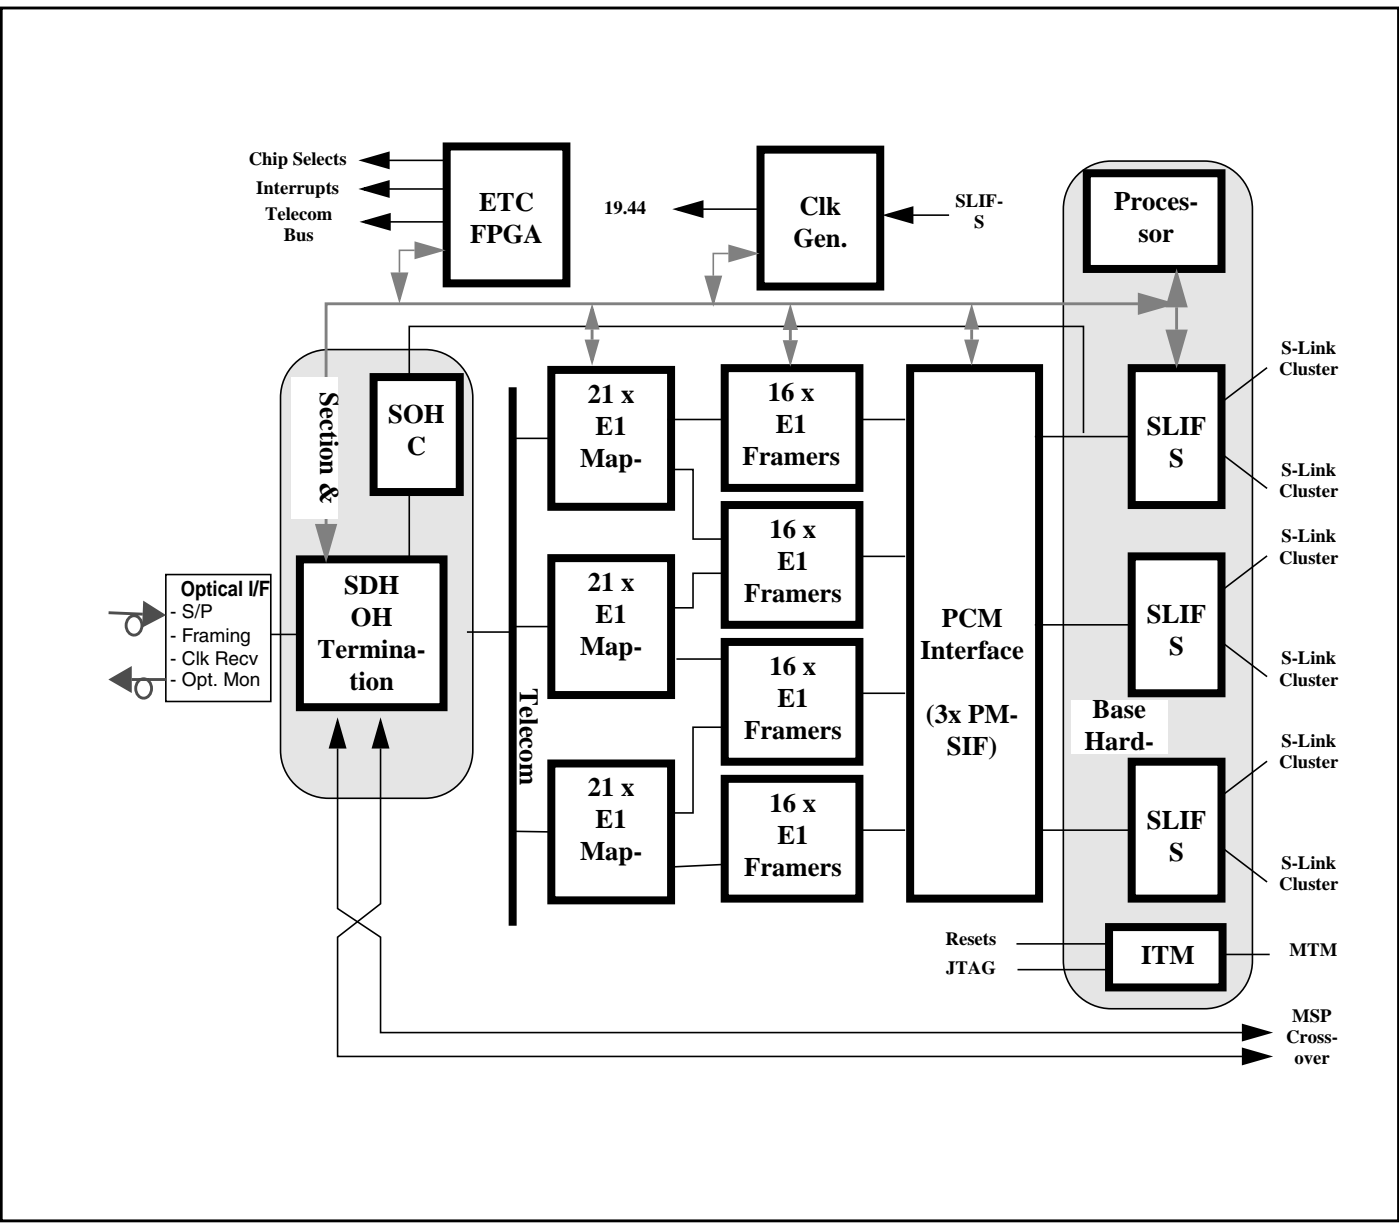 Chip Selects
Interrupts
Telecom
Bus
ETC
FPGA
19.44
Clk
Gen.
SLIF-
S
Proces-
sor
Section &
SOH
C
SDH
OH
Termina-
tion
Optical I/F
- S/P
- Framing
- Clk Recv
- Opt. Mon
Telecom
21 x
E1
Map-
21 x
E1
Map-
21 x
E1
Map-
16 x
E1
Framers
16 x
E1
Framers
16 x
E1
Framers
16 x
E1
Framers
PCM
Interface
(3x PM-
SIF)
SLIF
S
SLIF
S
Base
Hard-
SLIF
S
S-Link
Cluster
S-Link
Cluster
S-Link
Cluster
S-Link
Cluster
S-Link
Cluster
S-Link
Cluster
Resets
JTAG
ITM
MTM
MSP
Cross-
over